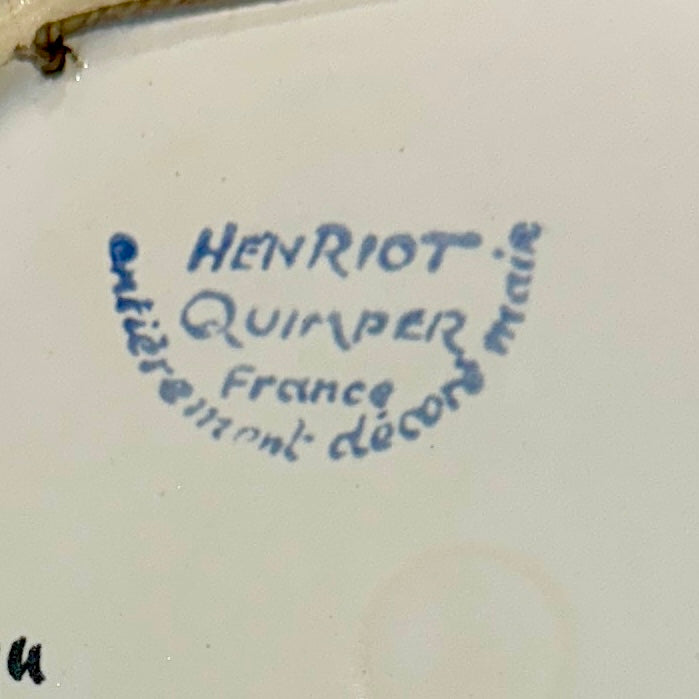 HENRIOT
QUIMPER
France
entièrement décoré main
u